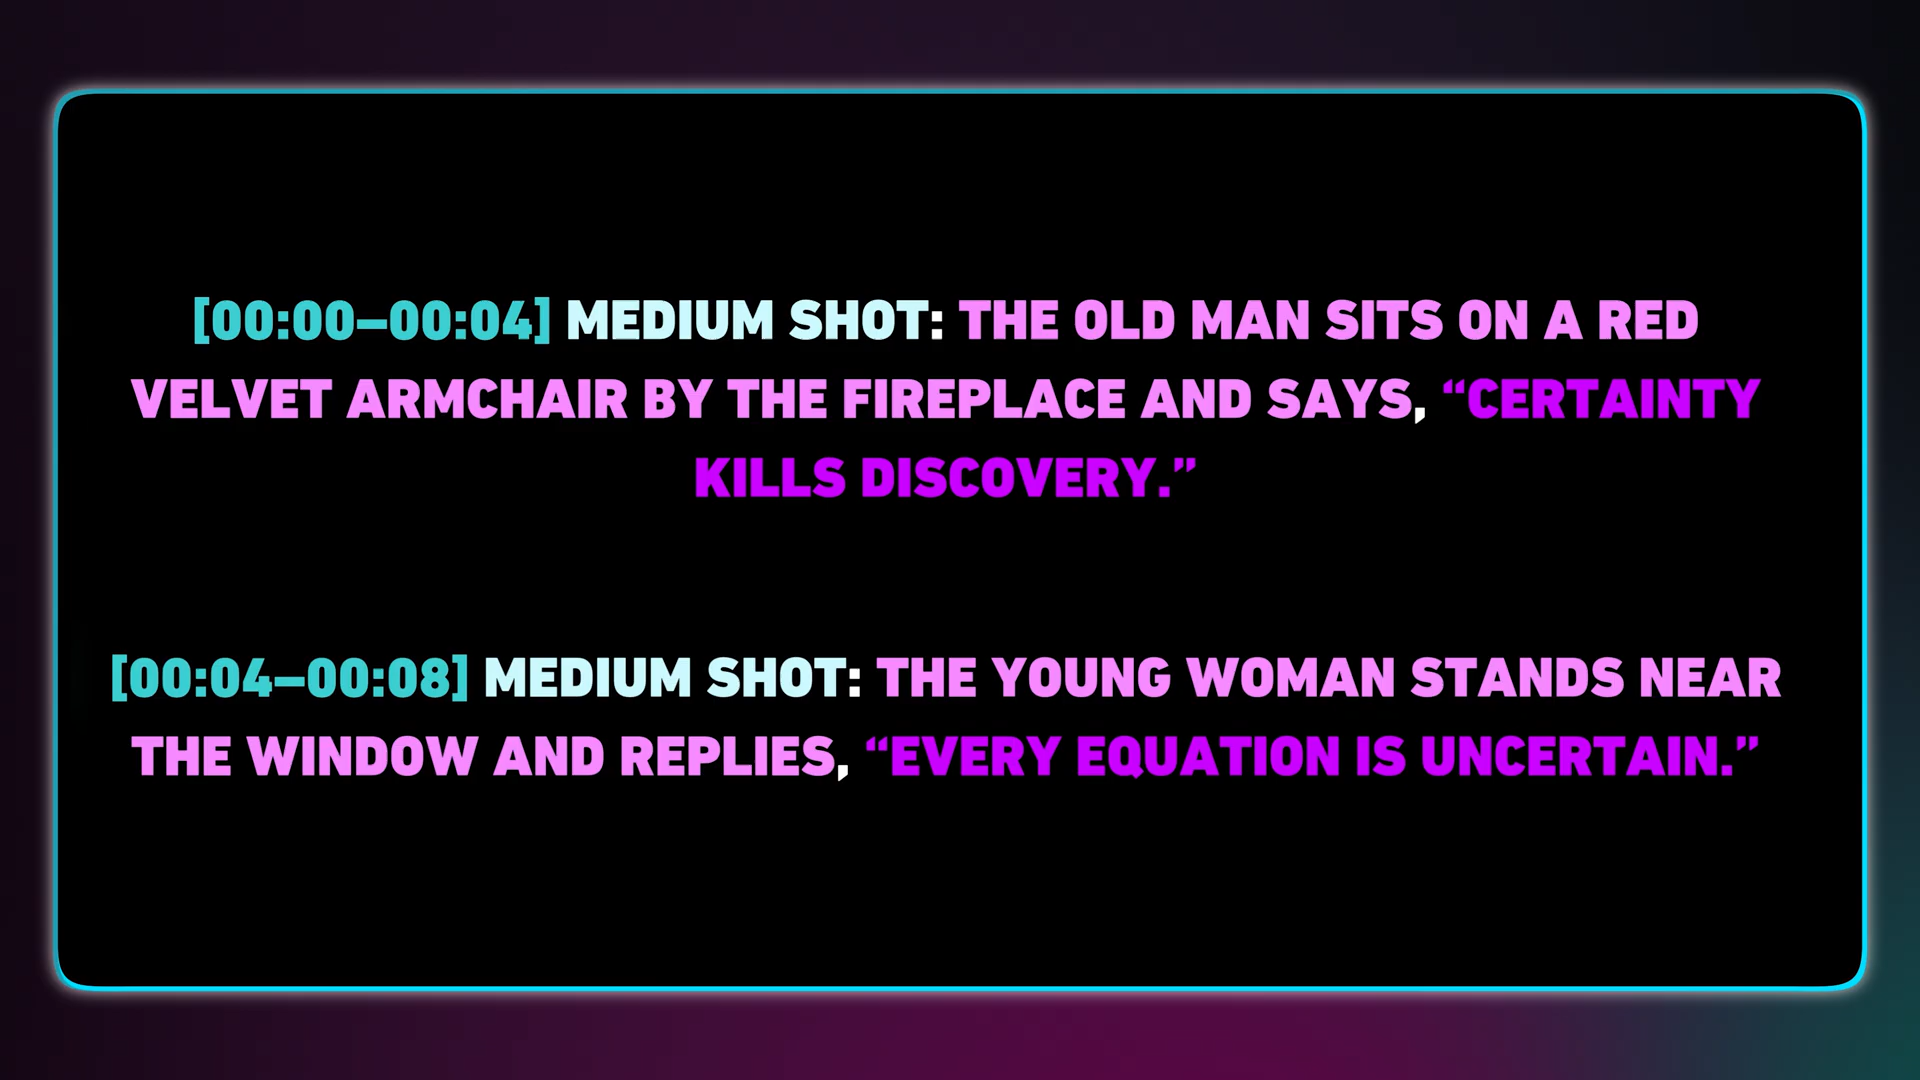 [00:00–00:04] MEDIUM SHOT: THE OLD MAN SITS ON A RED
VELVET ARMCHAIR BY THE FIREPLACE AND SAYS, “CERTAINTY
KILLS DISCOVERY.”
[00:04–00:08] MEDIUM SHOT: THE YOUNG WOMAN STANDS NEAR
THE WINDOW AND REPLIES, “EVERY EQUATION IS UNCERTAIN.”